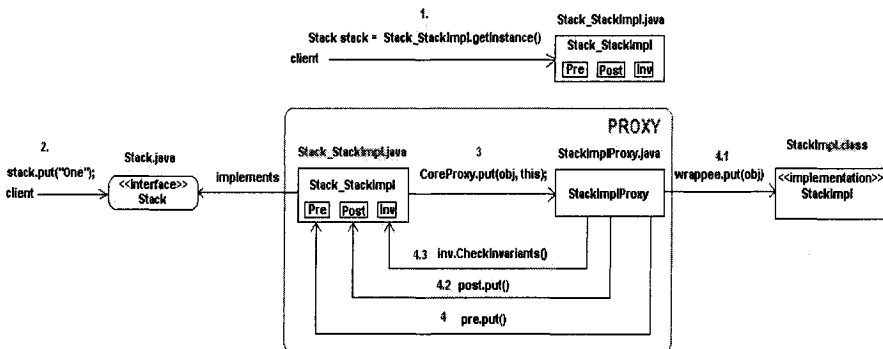 1.
Stack_StackImpl.java
Stack stack = Stack_StackImpl.getInstance()
client
Stack_StackImpl
Pre Post Inv
PROXY
2.
Stack.java
stack.put("One");
client
<<interface>>
Stack
implements
Stack_StackImpl.java
Stack_StackImpl
Pre Post Inv
3
CoreProxy.put(obj, this);
StackImplProxy.java
StackImplProxy
4.1
wrappee.put(obj)
StackImpl.class
<<implementation>>
StackImpl
4.3 inv.CheckInvariants()
4.2 post.put()
4 pre.put()